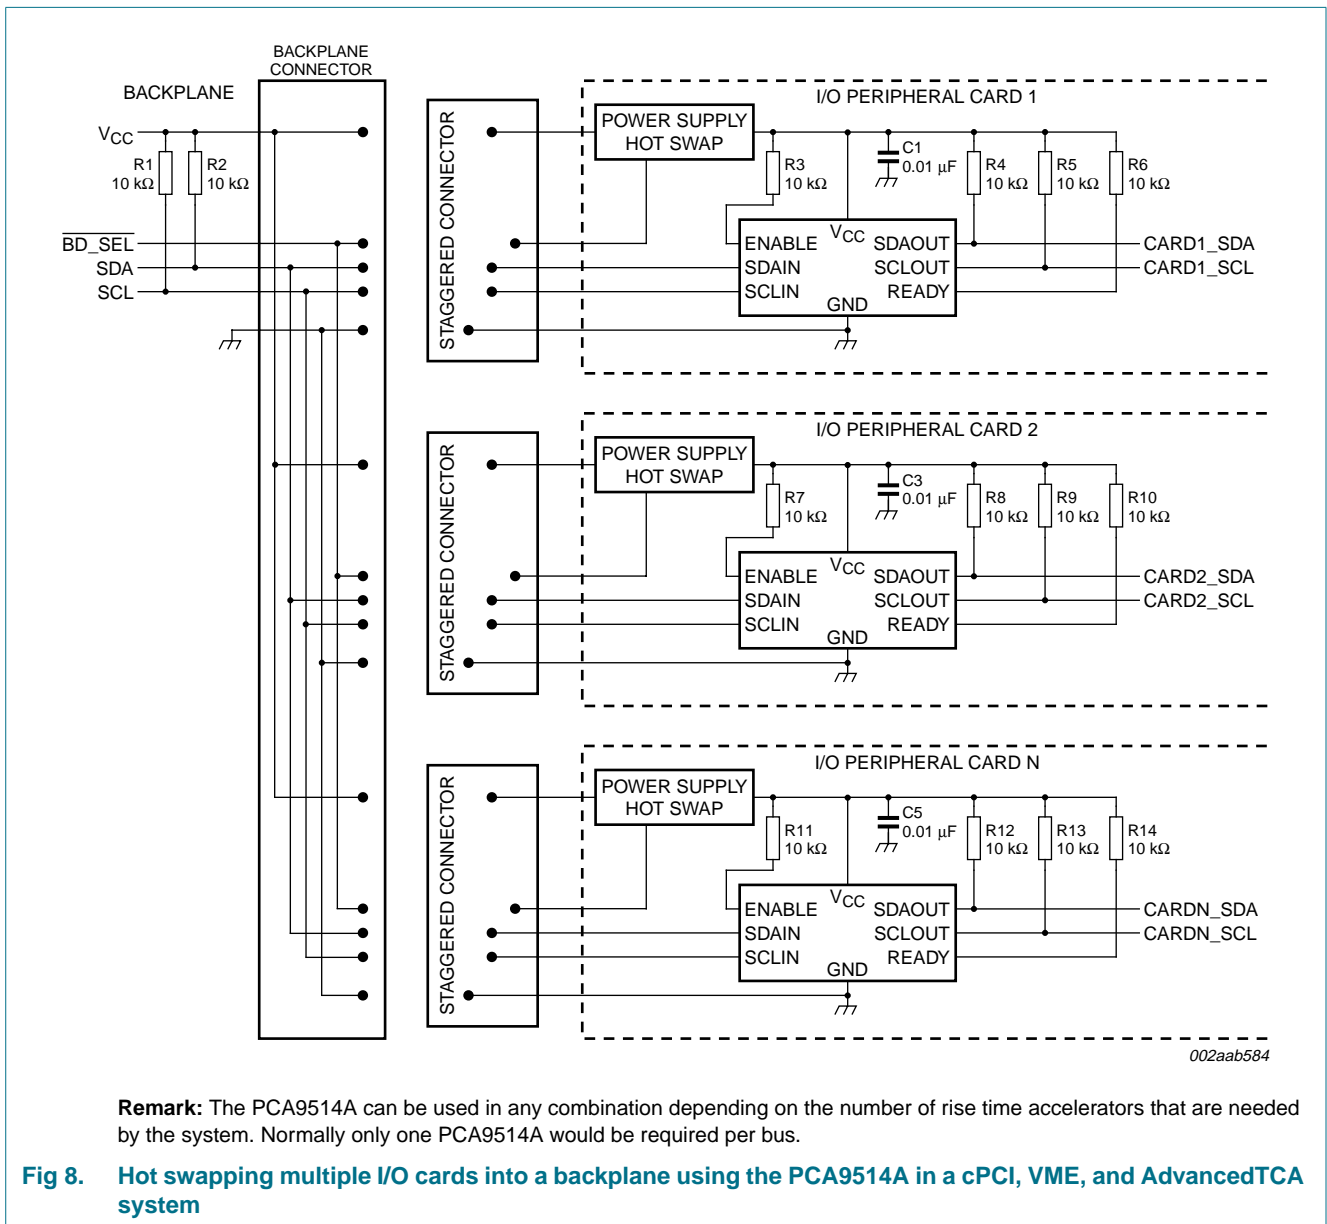 BACKPLANE
CONNECTOR
BACKPLANE
VCC
R1
10 kΩ
R2
10 kΩ
BD_SEL
SDA
SCL
STAGGERED CONNECTOR
I/O PERIPHERAL CARD 1
POWER SUPPLY
HOT SWAP
R3
10 kΩ
C1
0.01 µF
R4
10 kΩ
R5
10 kΩ
R6
10 kΩ
VCC
ENABLE
SDAIN
SCLIN
SDAOUT
SCLOUT
READY
GND
CARD1_SDA
CARD1_SCL
STAGGERED CONNECTOR
I/O PERIPHERAL CARD 2
POWER SUPPLY
HOT SWAP
R7
10 kΩ
C3
0.01 µF
R8
10 kΩ
R9
10 kΩ
R10
10 kΩ
VCC
ENABLE
SDAIN
SCLIN
SDAOUT
SCLOUT
READY
GND
CARD2_SDA
CARD2_SCL
STAGGERED CONNECTOR
I/O PERIPHERAL CARD N
POWER SUPPLY
HOT SWAP
R11
10 kΩ
C5
0.01 µF
R12
10 kΩ
R13
10 kΩ
R14
10 kΩ
VCC
ENABLE
SDAIN
SCLIN
SDAOUT
SCLOUT
READY
GND
CARDN_SDA
CARDN_SCL
002aab584
Remark: The PCA9514A can be used in any combination depending on the number of rise time accelerators that are needed
by the system. Normally only one PCA9514A would be required per bus.
Fig 8. Hot swapping multiple I/O cards into a backplane using the PCA9514A in a cPCI, VME, and AdvancedTCA
system